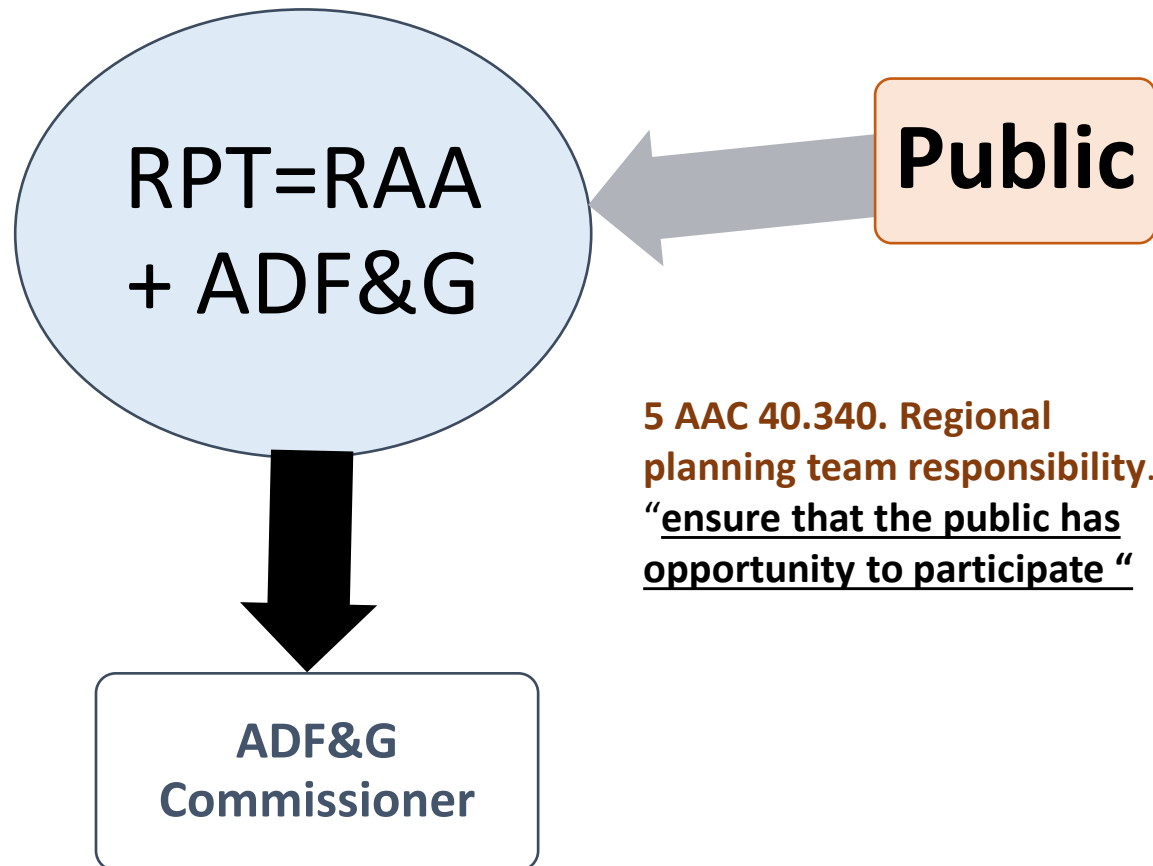 RPT=RAA
+ ADF&G
Public
5 AAC 40.340. Regional
planning team responsibility.
“ensure that the public has
opportunity to participate “
ADF&G
Commissioner